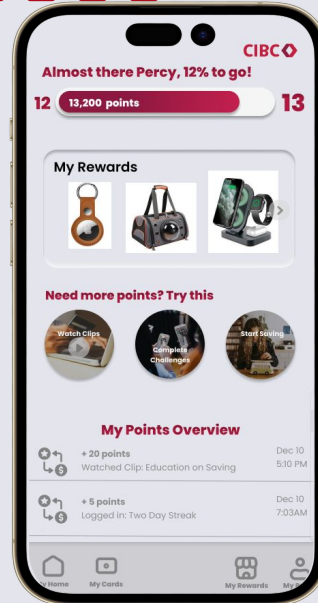 CIBC
Almost there Percy, 12% to go!
12 13,200 points 13
My Rewards
Need more points? Try this
Watch Clips
Complete
Challenges
Start Saving
My Points Overview
+ 20 points Dec 10
Watched Clip: Education on Saving 5:10 PM
+ 5 points Dec 10
Logged in: Two Day Streak 7:03AM
Home My Cards My Rewards